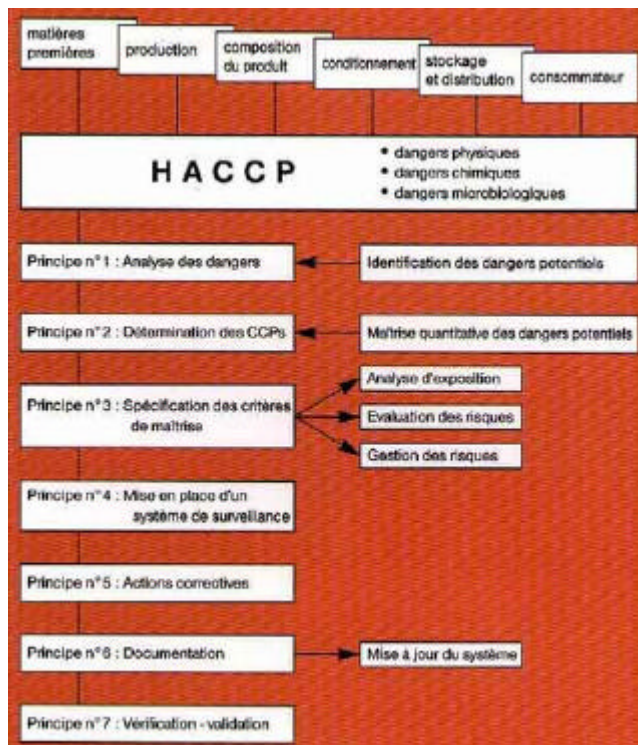 matières
premières
production
composition
du produit
conditionnement
stockage
et distribution
consommateur
HACCP
• dangers physiques
• dangers chimiques
• dangers microbiologiques
Principe n° 1 : Analyse des dangers
Identification des dangers potentiels
Principe n° 2 : Détermination des CCPs
Maîtrise quantitative des dangers potentiels
Analyse d'exposition
Principe n° 3 : Spécification des critères
de maîtrise
Evaluation des risques
Gestion des risques
Principe n° 4 : Mise en place d'un
système de surveillance
Principe n° 5 : Actions correctives
Principe n° 6 : Documentation
Mise à jour du système
Principe n° 7 : Vérification - validation